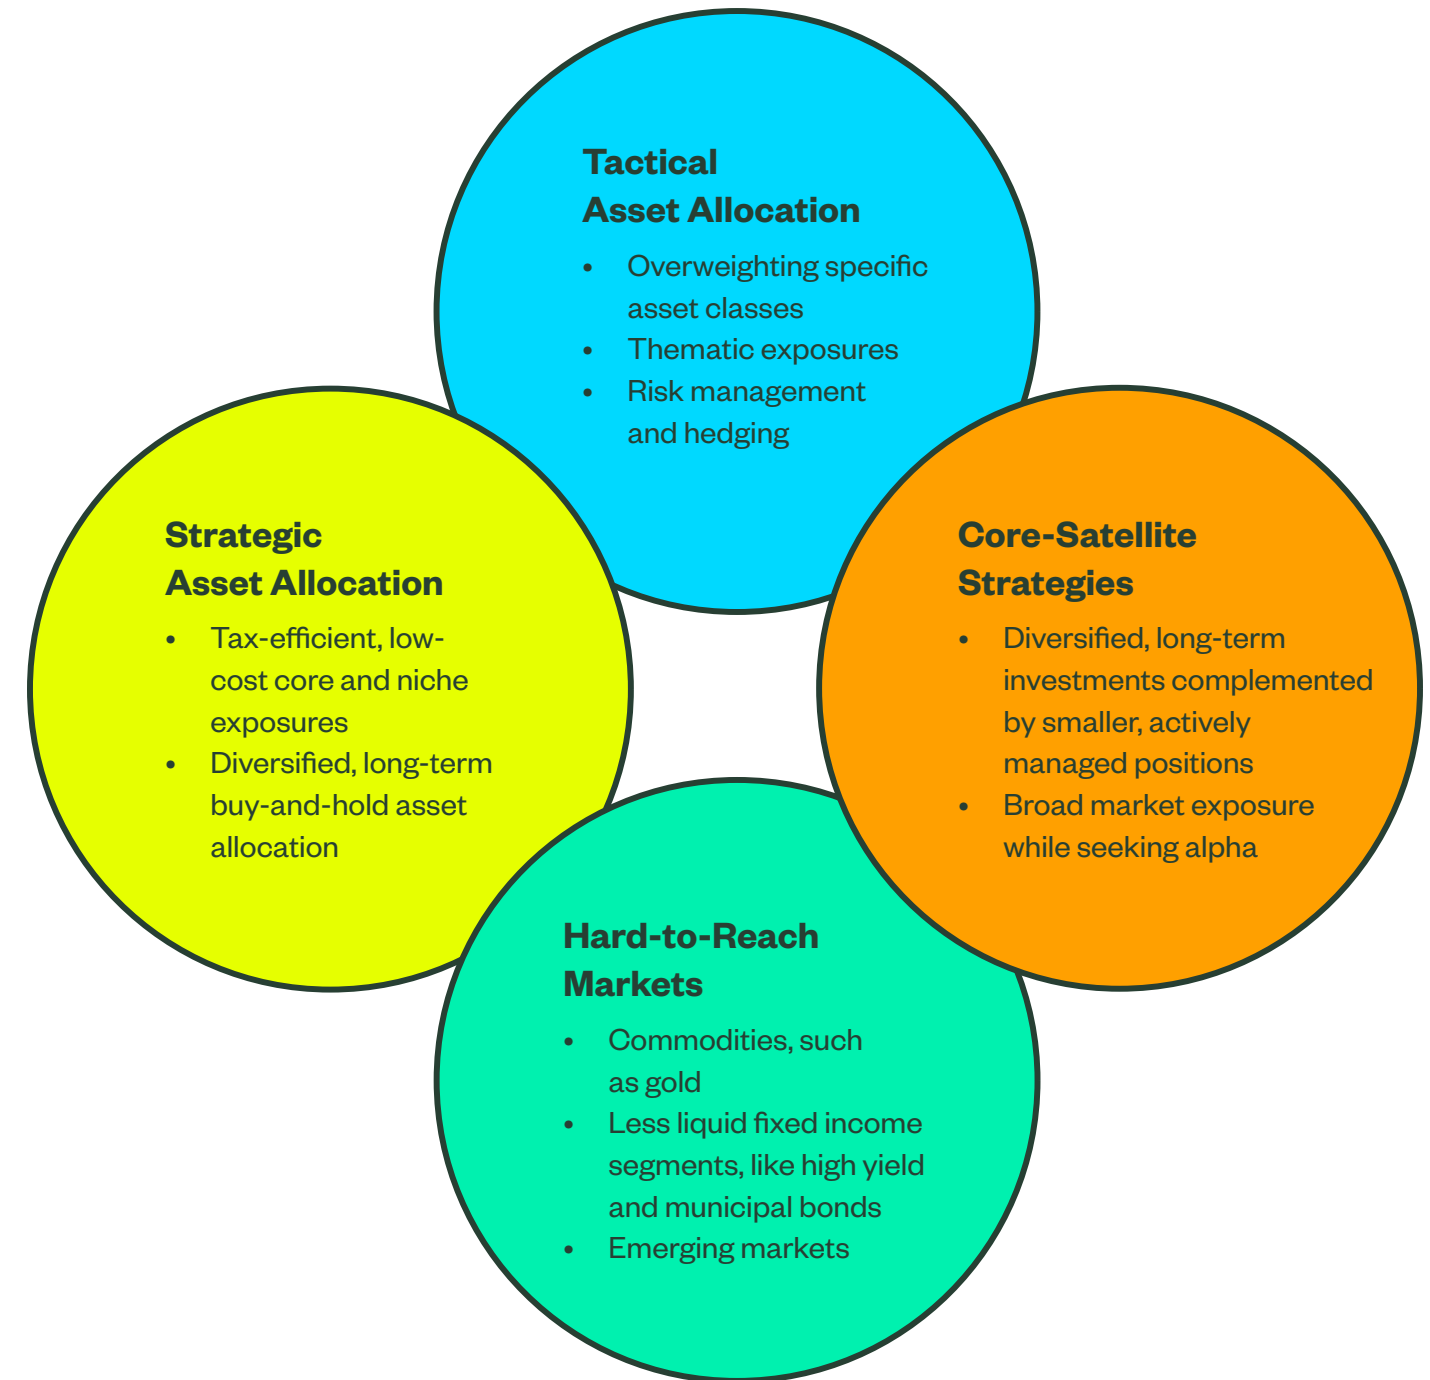 Tactical
Asset Allocation
• Overweighting specific
asset classes
• Thematic exposures
• Risk management
and hedging
Strategic
Asset Allocation
• Tax-efficient, low-
cost core and niche
exposures
• Diversified, long-term
buy-and-hold asset
allocation
Core-Satellite
Strategies
• Diversified, long-term
investments complemented
by smaller, actively
managed positions
• Broad market exposure
while seeking alpha
Hard-to-Reach
Markets
• Commodities, such
as gold
• Less liquid fixed income
segments, like high yield
and municipal bonds
• Emerging markets